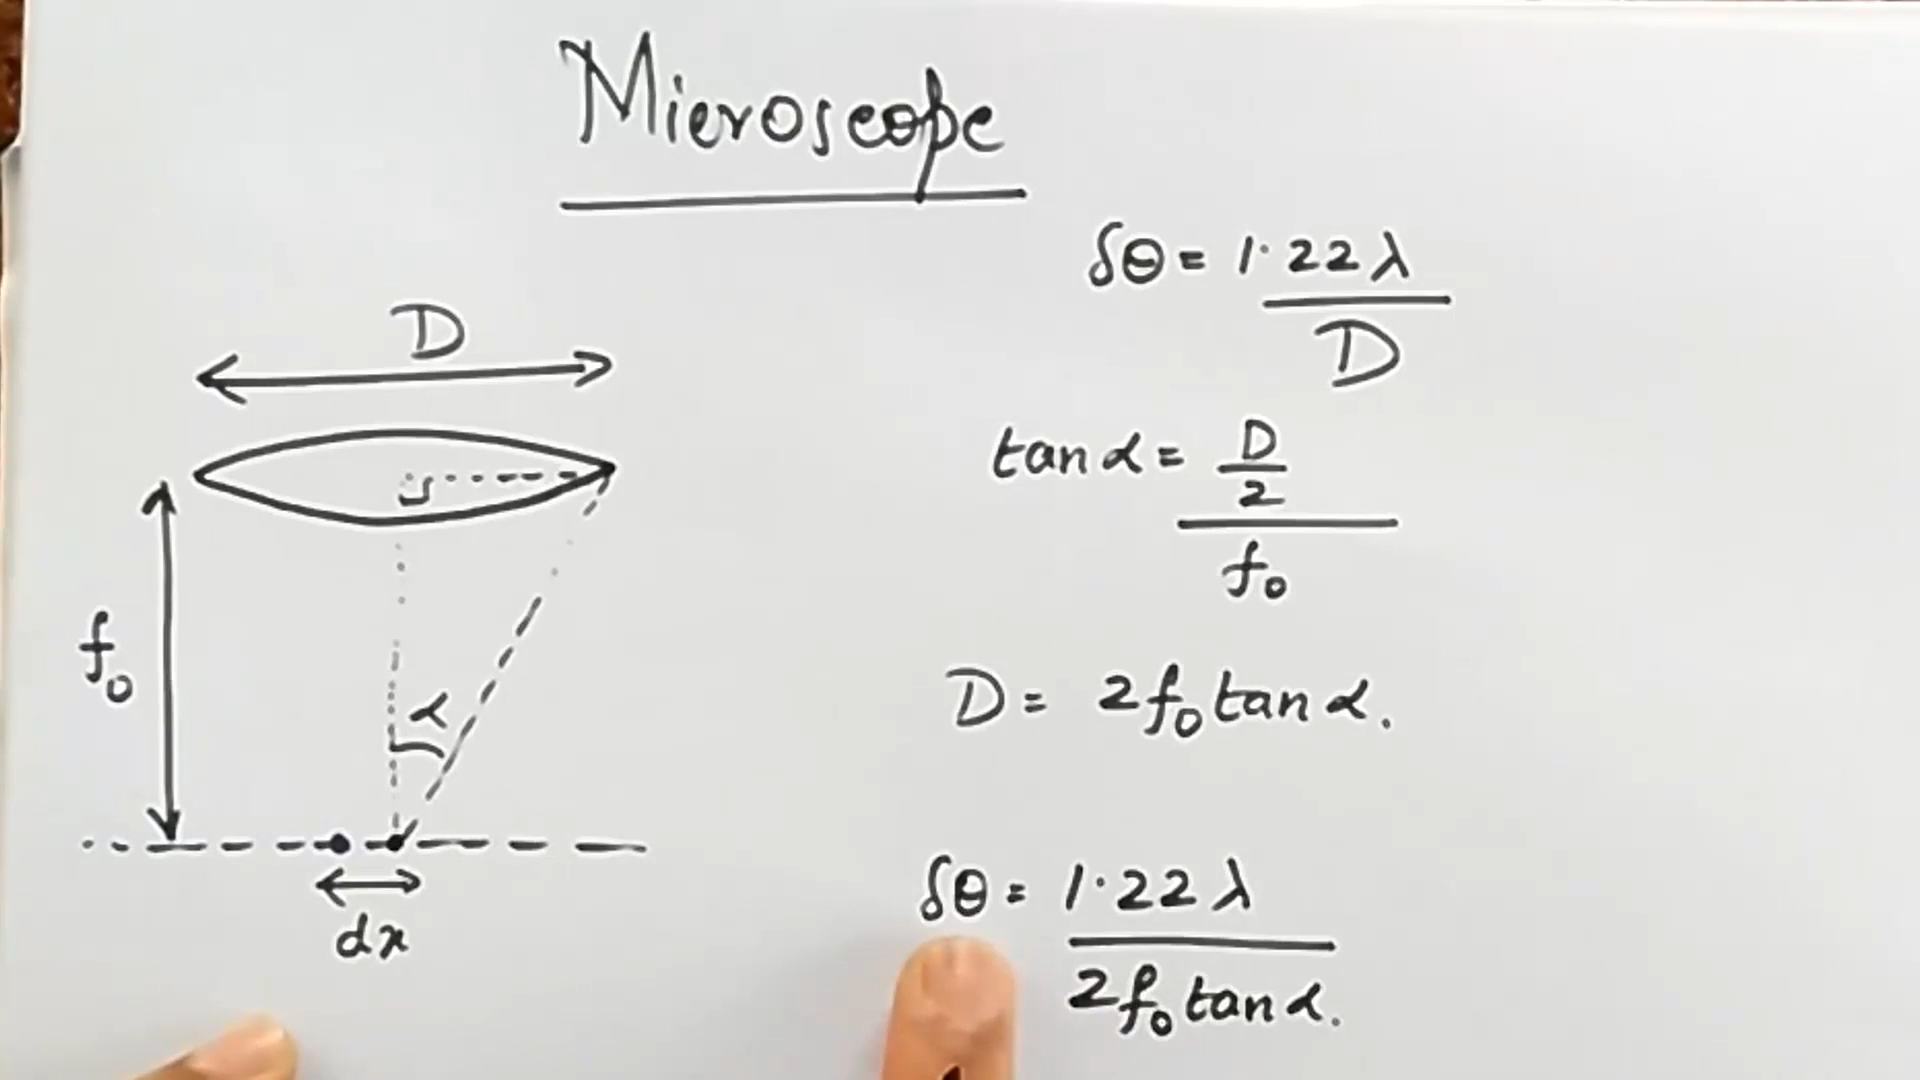 Microscope
δθ = 1.22λ
D
D
tan α = D/2
f₀
f₀
D = 2f₀ tan α.
α
δθ = 1.22λ
2f₀ tan α.
dx